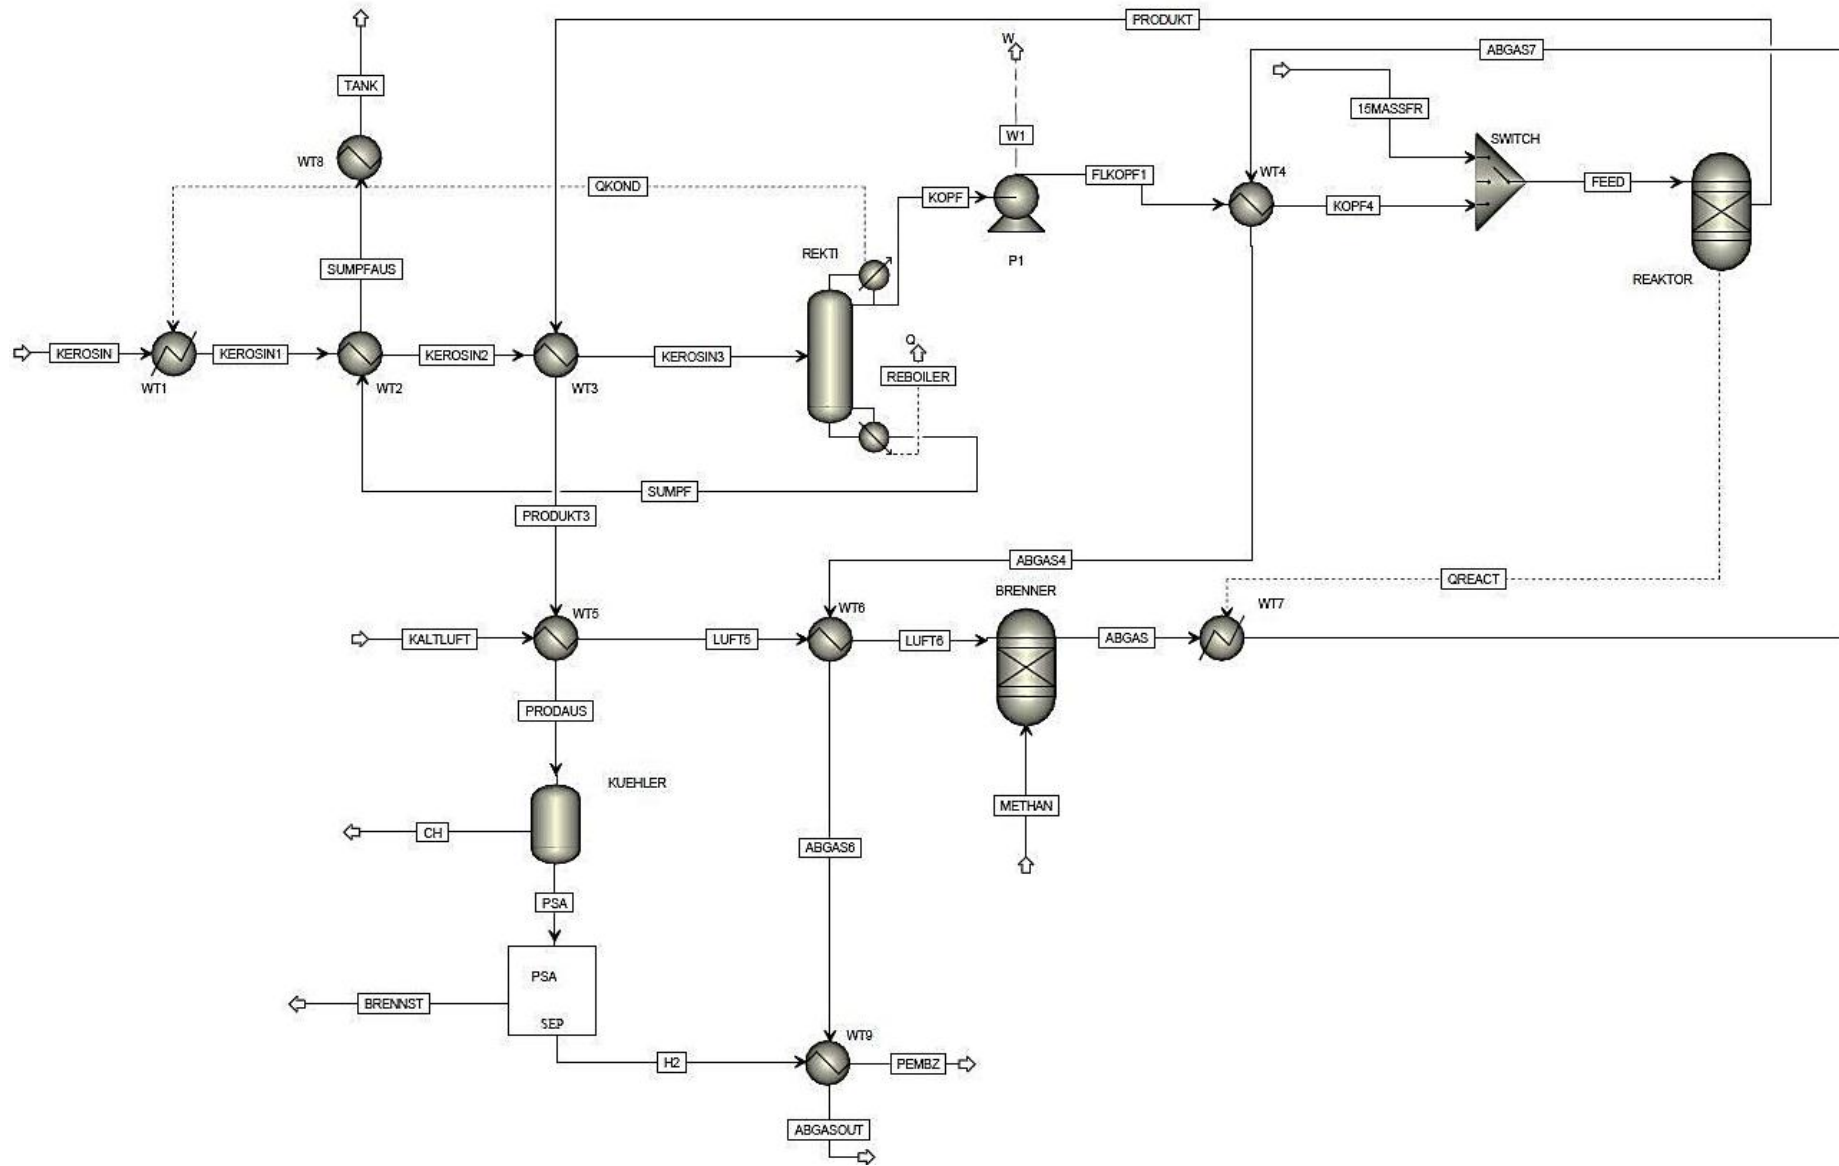 PRODUKT
W
ABGAS7
TANK
15MASSFR
W1
SWITCH
WT8
FLKOPF1
WT4
QKOND
KOPF
KOPF4
FEED
REKTI
P1
SUMPFAUS
REAKTOR
Q
KEROSIN
KEROSIN1
KEROSIN2
KEROSIN3
REBOILER
WT1
WT2
WT3
SUMPF
PRODUKT3
ABGAS4
QREACT
BRENNER
WT5
WT6
WT7
KALTLUFT
LUFT5
LUFT6
ABGAS
PRODAUS
KUEHLER
METHAN
CH
ABGAS6
PSA
PSA
BRENNST
SEP
WT9
H2
PEMBZ
ABGASOUT